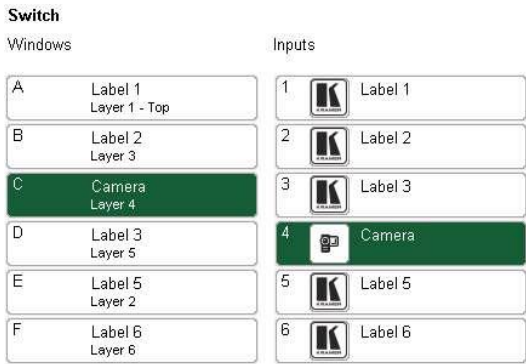 Switch
Windows Inputs
A Label 1
Layer 1 - Top
1 Label 1
B Label 2
Layer 3
2 Label 2
C Camera
Layer 4
3 Label 3
D Label 3
Layer 5
4 Camera
E Label 5
Layer 2
5 Label 5
F Label 6
Layer 6
6 Label 6